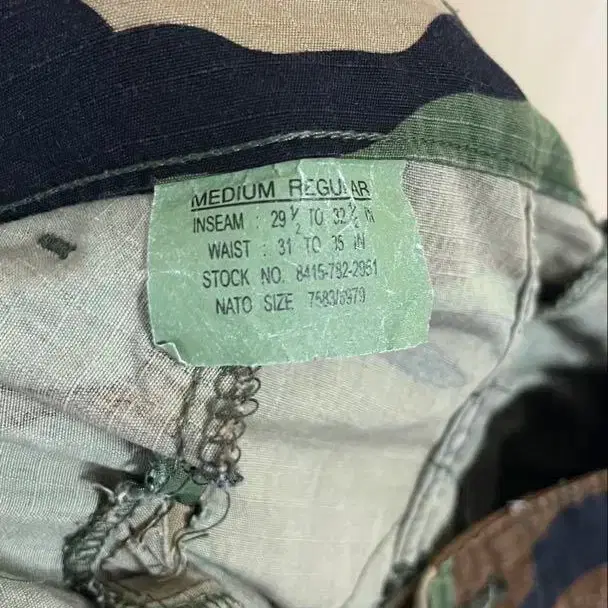 MEDIUM REGULAR
INSEAM : 29 1/2 TO 32 1/2 IN
WAIST : 31 TO 35 IN
STOCK NO. 8415-782-2951
NATO SIZE 7583/8979